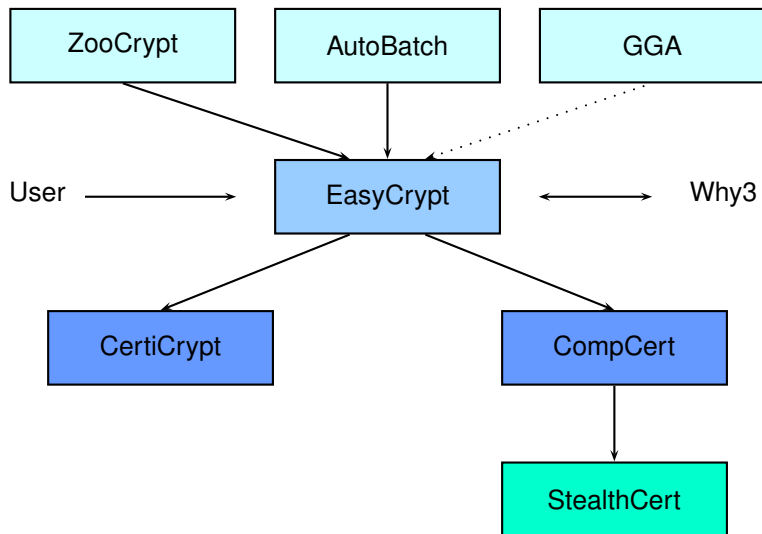 ZooCrypt
AutoBatch
GGA
User
EasyCrypt
Why3
CertiCrypt
CompCert
StealthCert